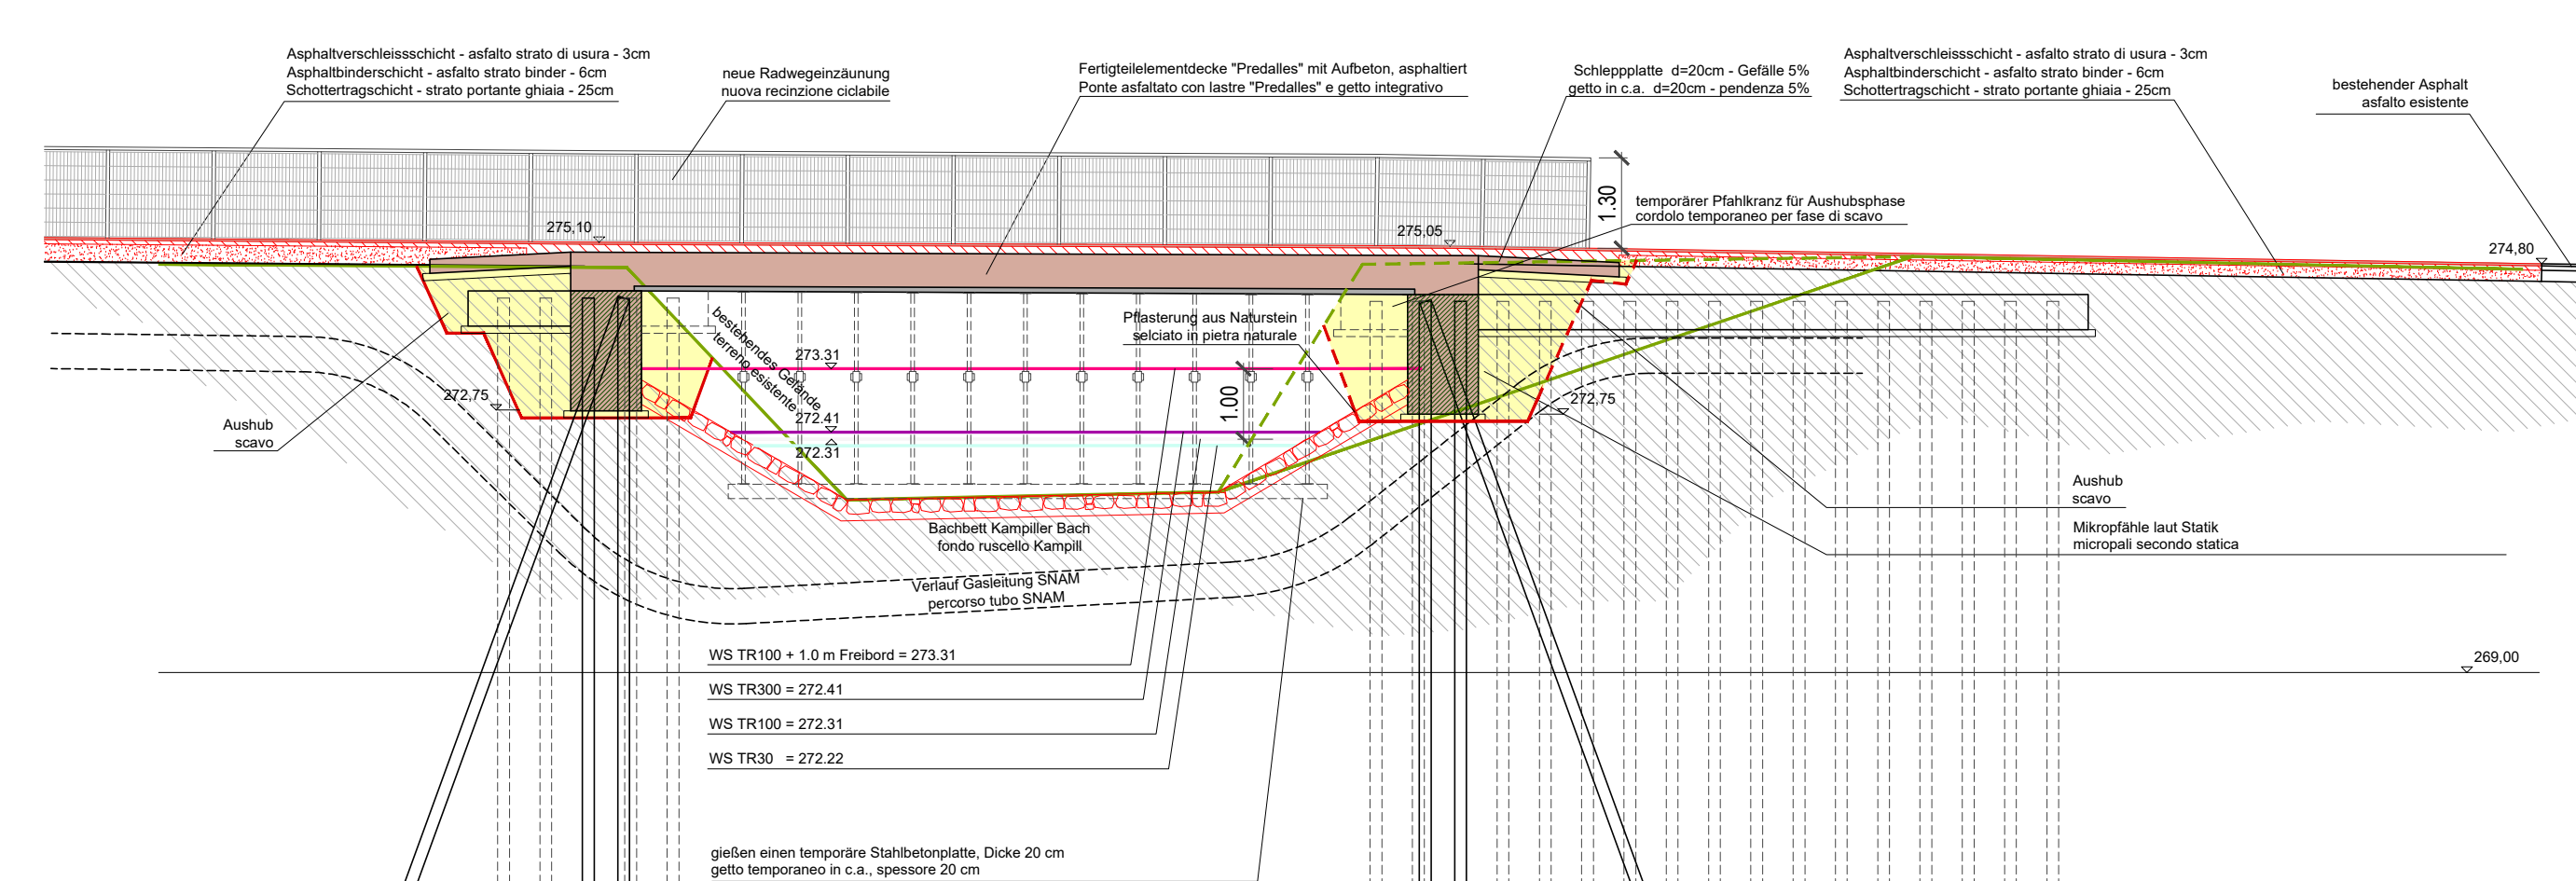 Asphaltverschleissschicht - asfalto strato di usura - 3cm
Asphaltbinderschicht - asfalto strato binder - 6cm
Schottertragschicht - strato portante ghiaia - 25cm
neue Radwegeinzäunung
nuova recinzione ciclabile
Fertigteilelementdecke "Predalles" mit Aufbeton, asphaltiert
Ponte asfaltato con lastre "Predalles" e getto integrativo
Schleppplatte d=20cm - Gefälle 5%
getto in c.a. d=20cm - pendenza 5%
Asphaltverschleissschicht - asfalto strato di usura - 3cm
Asphaltbinderschicht - asfalto strato binder - 6cm
Schottertragschicht - strato portante ghiaia - 25cm
bestehender Asphalt
asfalto esistente
1.30
temporärer Pfahlkranz für Aushubsphase
cordolo temporaneo per fase di scavo
275,10
275,05
274,80
bestehendes Gelände
terreno esistente
Pflasterung aus Naturstein
selciato in pietra naturale
273.31
272,75
272.41
272.31
1.00
272,75
Aushub
scavo
Aushub
scavo
Mikropfähle laut Statik
micropali secondo statica
Bachbett Kampiller Bach
fondo ruscello Kampill
Verlauf Gasleitung SNAM
percorso tubo SNAM
WS TR100 + 1.0 m Freibord = 273.31
269,00
WS TR300 = 272.41
WS TR100 = 272.31
WS TR30 = 272.22
gießen einen temporäre Stahlbetonplatte, Dicke 20 cm
getto temporaneo in c.a., spessore 20 cm